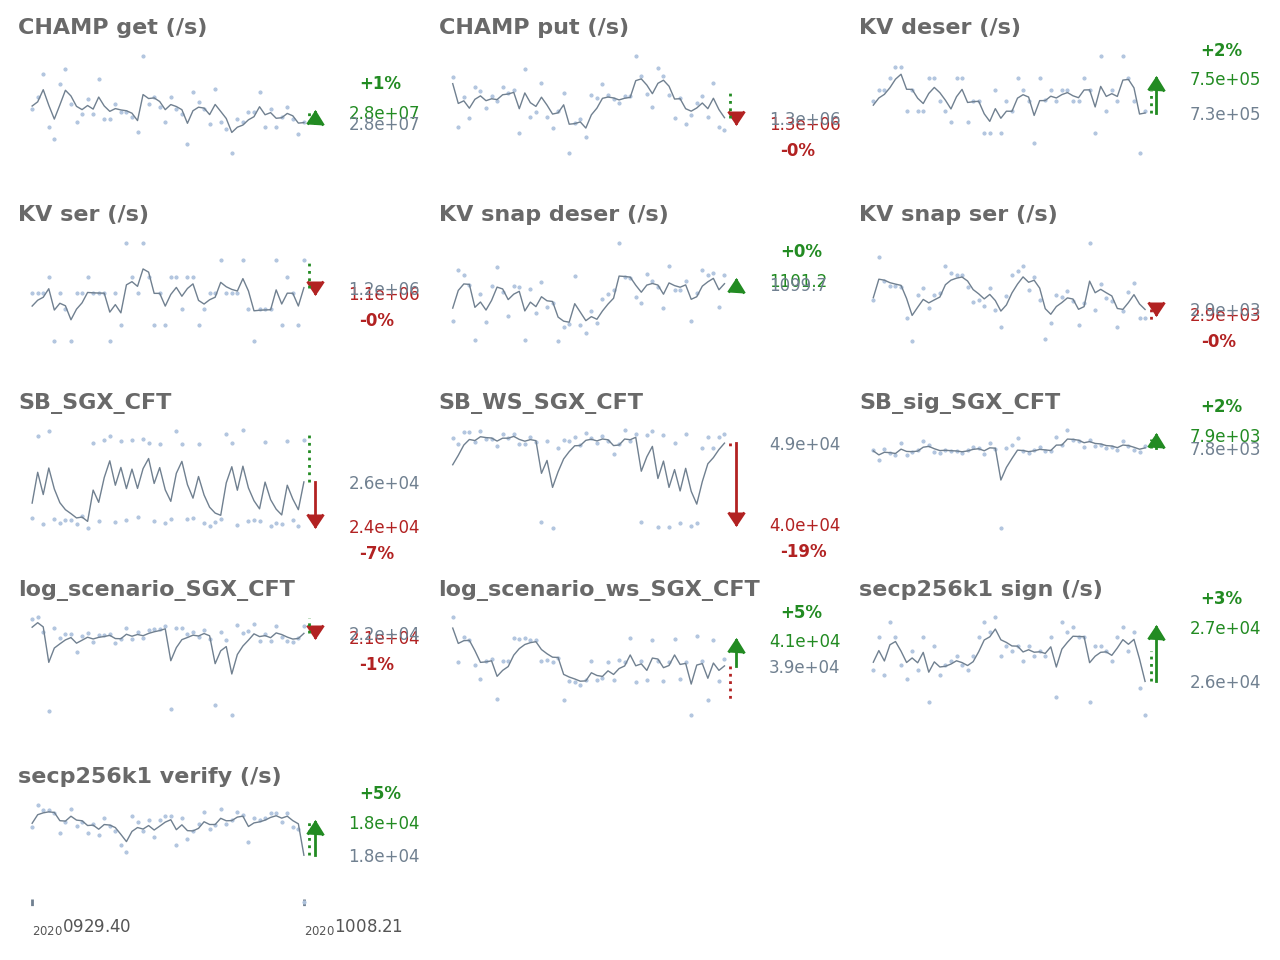 CHAMP get (/s)
+1%
2.8e+07
2.8e+07
CHAMP put (/s)
1.3e+06
1.3e+06
-0%
KV deser (/s)
+2%
7.5e+05
7.3e+05
KV ser (/s)
1.2e+06
1.1e+06
-0%
KV snap deser (/s)
+0%
1101.2
1099.7
KV snap ser (/s)
2.9e+03
2.9e+03
-0%
SB_SGX_CFT
2.6e+04
2.4e+04
-7%
SB_WS_SGX_CFT
4.9e+04
4.0e+04
-19%
SB_sig_SGX_CFT
+2%
7.9e+03
7.8e+03
log_scenario_SGX_CFT
2.2e+04
2.1e+04
-1%
log_scenario_ws_SGX_CFT
+5%
4.1e+04
3.9e+04
secp256k1 sign (/s)
+3%
2.7e+04
2.6e+04
secp256k1 verify (/s)
+5%
1.8e+04
1.8e+04
2020 0929.40
2020 1008.21